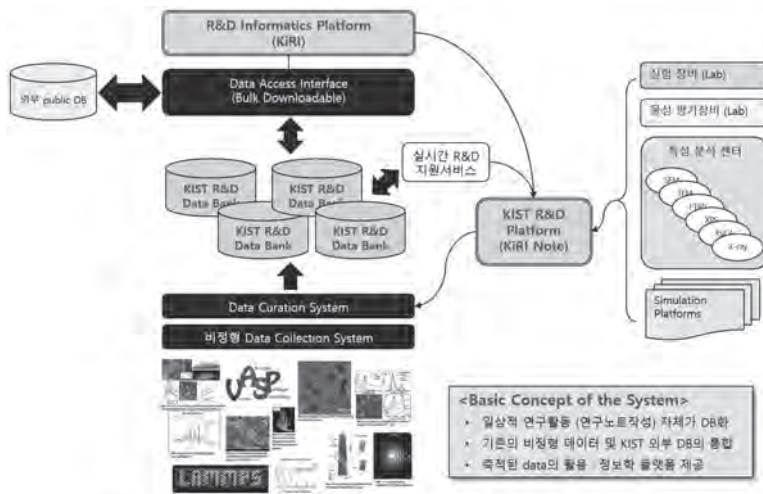 R&D Informatics Platform
(KiRI)
Data Access Interface
(Bulk Downloadable)
외부 public DB
실시간 R&D
지원서비스
KIST R&D
Data Bank
KIST R&D
Data Bank
KIST R&D
Data Bank
KIST R&D
Data Bank
KIST R&D
Platform
(KiRI Note)
실험 장비 (Lab)
물성 평가장비 (Lab)
특성 분석 센터
SEM
TEM
X-ray
Simulation
Platforms
Data Curation System
비정형 Data Collection System
VASP
LAMMPS
<Basic Concept of the System>
• 일상적 연구활동 (연구노트작성) 자체가 DB화
• 기존의 비정형 데이터 및 KIST 외부 DB의 통합
• 축적된 data의 활용 정보학 플랫폼 제공